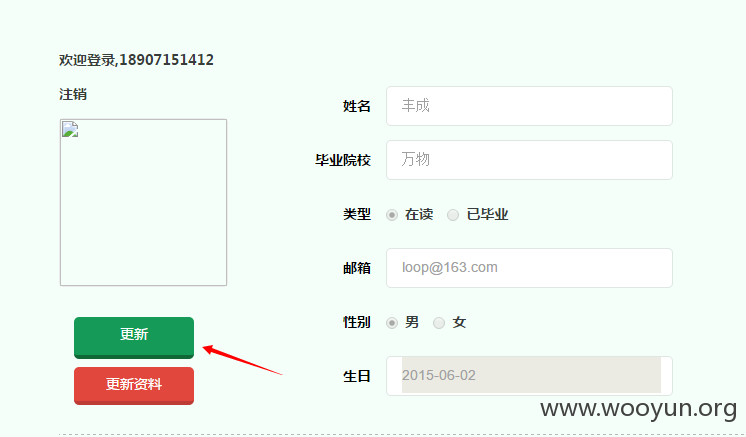 欢迎登录,18907151412
注销
更新
更新资料
姓名 丰成
毕业院校 万物
类型 在读 已毕业
邮箱 loop@163.com
性别 男 女
生日 2015-06-02
www.wooyun.org